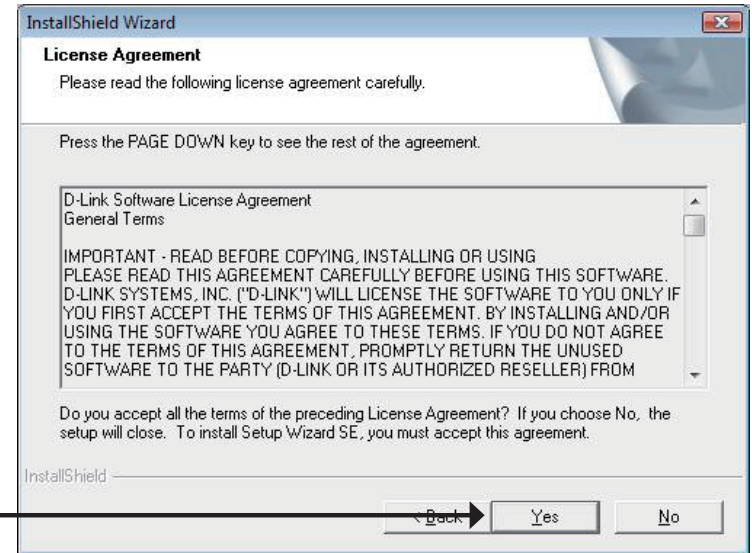 InstallShield Wizard
License Agreement
Please read the following license agreement carefully.
Press the PAGE DOWN key to see the rest of the agreement.
D-Link Software License Agreement
General Terms
IMPORTANT - READ BEFORE COPYING, INSTALLING OR USING
PLEASE READ THIS AGREEMENT CAREFULLY BEFORE USING THIS SOFTWARE.
D-LINK SYSTEMS, INC. ("D-LINK") WILL LICENSE THE SOFTWARE TO YOU ONLY IF
YOU FIRST ACCEPT THE TERMS OF THIS AGREEMENT. BY INSTALLING AND/OR
USING THE SOFTWARE YOU AGREE TO THESE TERMS. IF YOU DO NOT AGREE
TO THE TERMS OF THIS AGREEMENT, PROMPTLY RETURN THE UNUSED
SOFTWARE TO THE PARTY (D-LINK OR ITS AUTHORIZED RESELLER) FROM
Do you accept all the terms of the preceding License Agreement? If you choose No, the
setup will close. To install Setup Wizard SE, you must accept this agreement.
InstallShield
< Back Yes No